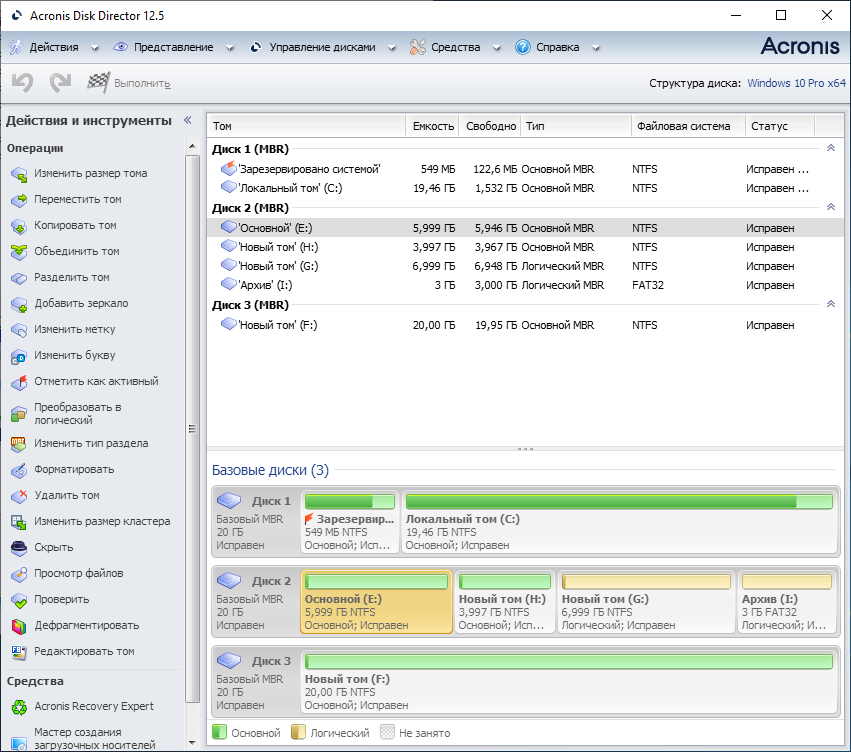 Acronis Disk Director 12.5
Действия Представление Управление дисками Средства Справка Acronis
Выполнить Структура диска: Windows 10 Pro x64
Действия и инструменты «
Операции
Изменить размер тома
Переместить том
Копировать том
Объединить том
Разделить том
Добавить зеркало
Изменить метку
Изменить букву
Отметить как активный
Преобразовать в
логический
Изменить тип раздела
Форматировать
Удалить том
Изменить размер кластера
Скрыть
Просмотр файлов
Проверить
Дефрагментировать
Редактировать том
Средства
Acronis Recovery Expert
Мастер создания
загрузочных носителей
Том Емкость Свободно Тип Файловая система Статус
Диск 1 (MBR)
'Зарезервировано системой' 549 МБ 122,6 МБ Основной MBR NTFS Исправен ...
'Локальный том' (C:) 19,46 ГБ 1,532 ГБ Основной MBR NTFS Исправен ...
Диск 2 (MBR)
'Основной' (E:) 5,999 ГБ 5,946 ГБ Основной MBR NTFS Исправен
'Новый том' (H:) 3,997 ГБ 3,967 ГБ Основной MBR NTFS Исправен
'Новый том' (G:) 6,999 ГБ 6,948 ГБ Логический MBR NTFS Исправен
'Архив' (I:) 3 ГБ 3,000 ГБ Логический MBR FAT32 Исправен
Диск 3 (MBR)
'Новый том' (F:) 20,00 ГБ 19,95 ГБ Основной MBR NTFS Исправен
Базовые диски (3)
Диск 1
Базовый MBR
20 ГБ
Исправен
Зарезервир...
549 МБ NTFS
Основной; Исп...
Локальный том (C:)
19,46 ГБ NTFS
Основной; Исправен
Диск 2
Базовый MBR
20 ГБ
Исправен
Основной (E:)
5,999 ГБ NTFS
Основной; Исправен
Новый том (H:)
3,997 ГБ NTFS
Основной; Исп...
Новый том (G:)
6,999 ГБ NTFS
Логический; Исправен
Архив (I:)
3 ГБ FAT32
Логический; И...
Диск 3
Базовый MBR
20 ГБ
Исправен
Новый том (F:)
20,00 ГБ NTFS
Основной; Исправен
Основной Логический Не занято